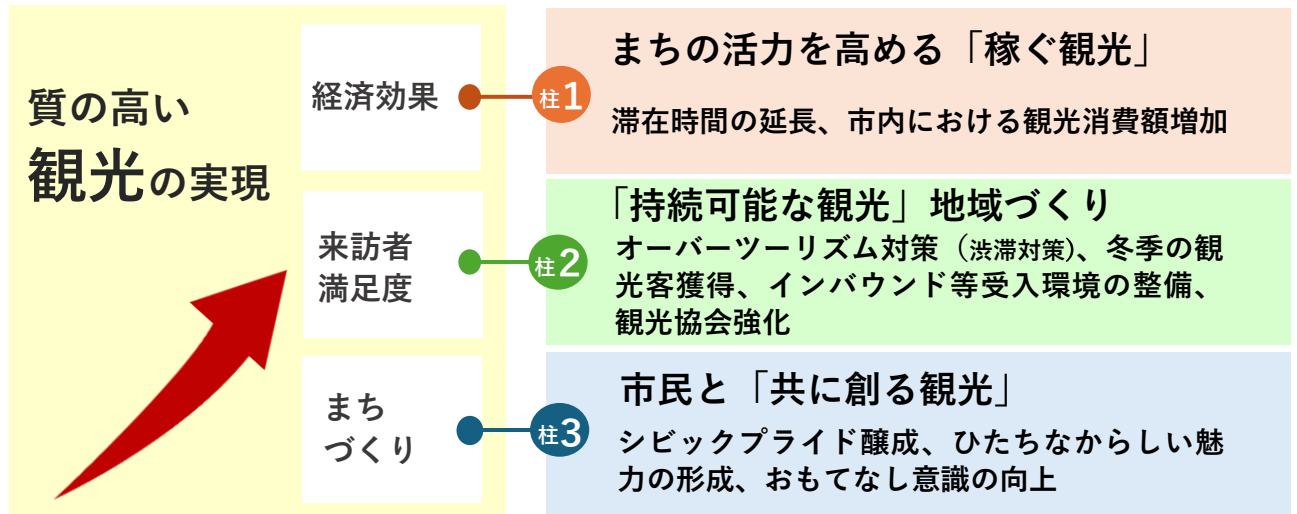 質の高い
観光の実現
経済効果
柱1
まちの活力を高める「稼ぐ観光」
滞在時間の延長、市内における観光消費額増加
来訪者
満足度
柱2
「持続可能な観光」地域づくり
オーバーツーリズム対策（渋滞対策)、冬季の観
光客獲得、インバウンド等受入環境の整備、
観光協会強化
まち
づくり
柱3
市民と「共に創る観光」
シビックプライド醸成、ひたちなからしい魅
力の形成、おもてなし意識の向上